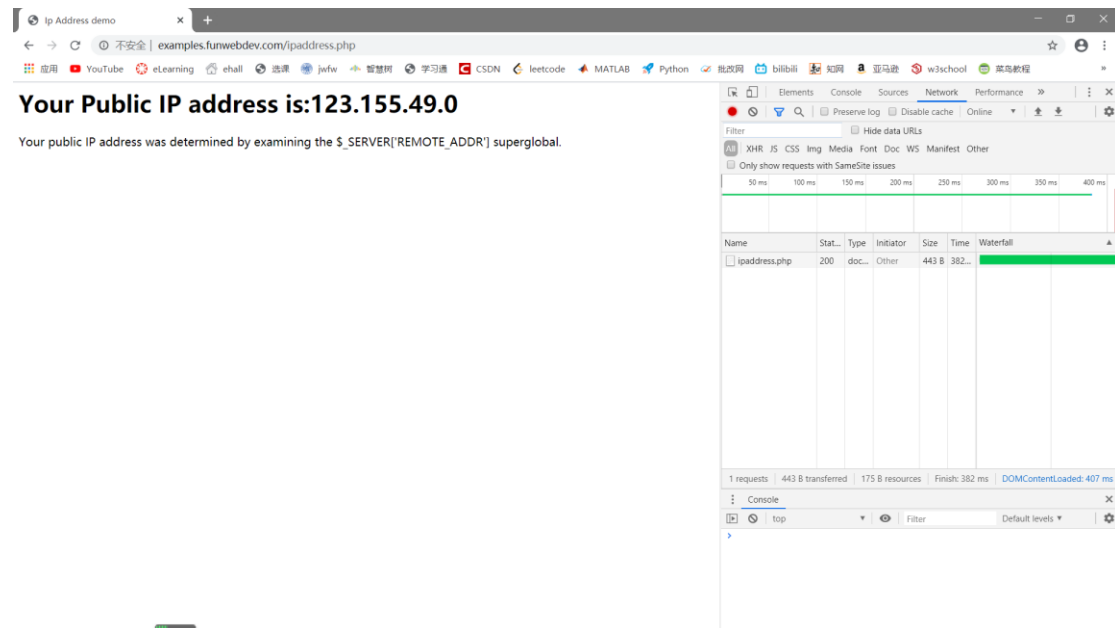 Ip Address demo
不安全 | examples.funwebdev.com/ipaddress.php
应用 YouTube eLearning ehall 选课 jwfw 智慧树 学习通 CSDN leetcode MATLAB Python 批改网 bilibili 知网 亚马逊 w3school 菜鸟教程 »
Your Public IP address is:123.155.49.0
Your public IP address was determined by examining the $_SERVER['REMOTE_ADDR'] superglobal.
Elements Console Sources Network Performance »
Preserve log Disable cache Online
Filter Hide data URLs
All XHR JS CSS Img Media Font Doc WS Manifest Other
Only show requests with SameSite issues
50 ms 100 ms 150 ms 200 ms 250 ms 300 ms 350 ms 400 ms
Name Stat... Type Initiator Size Time Waterfall
ipaddress.php 200 doc... Other 443 B 382...
1 requests 443 B transferred 175 B resources Finish: 382 ms DOMContentLoaded: 407 ms
Console
top Filter Default levels